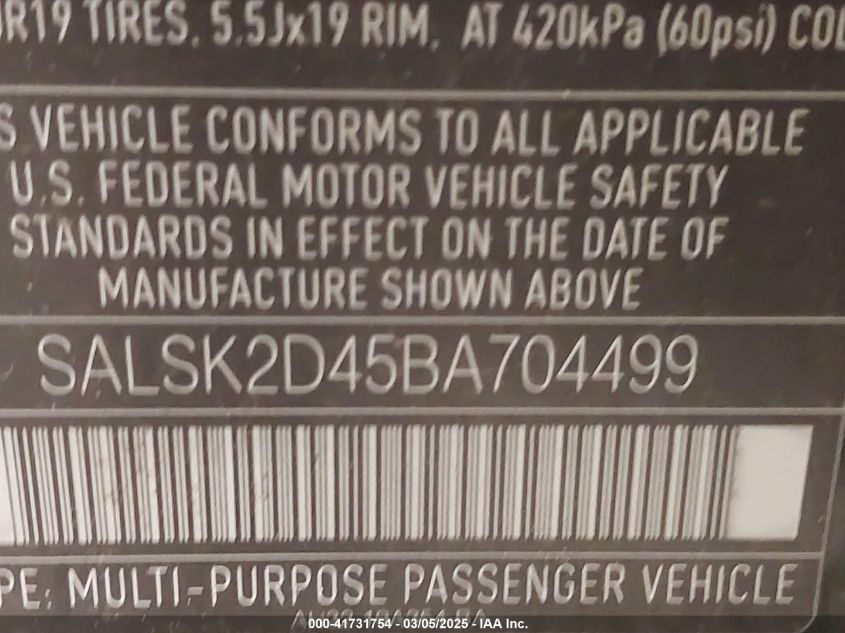 R19 TIRES, 5.5Jx19 RIM, AT 420kPa (60psi) COL
S VEHICLE CONFORMS TO ALL APPLICABLE
U.S. FEDERAL MOTOR VEHICLE SAFETY
STANDARDS IN EFFECT ON THE DATE OF
MANUFACTURE SHOWN ABOVE
SALSK2D45BA704499
PE: MULTI-PURPOSE PASSENGER VEHICLE
000-41731754 - 03/05/2025 - IAA Inc.